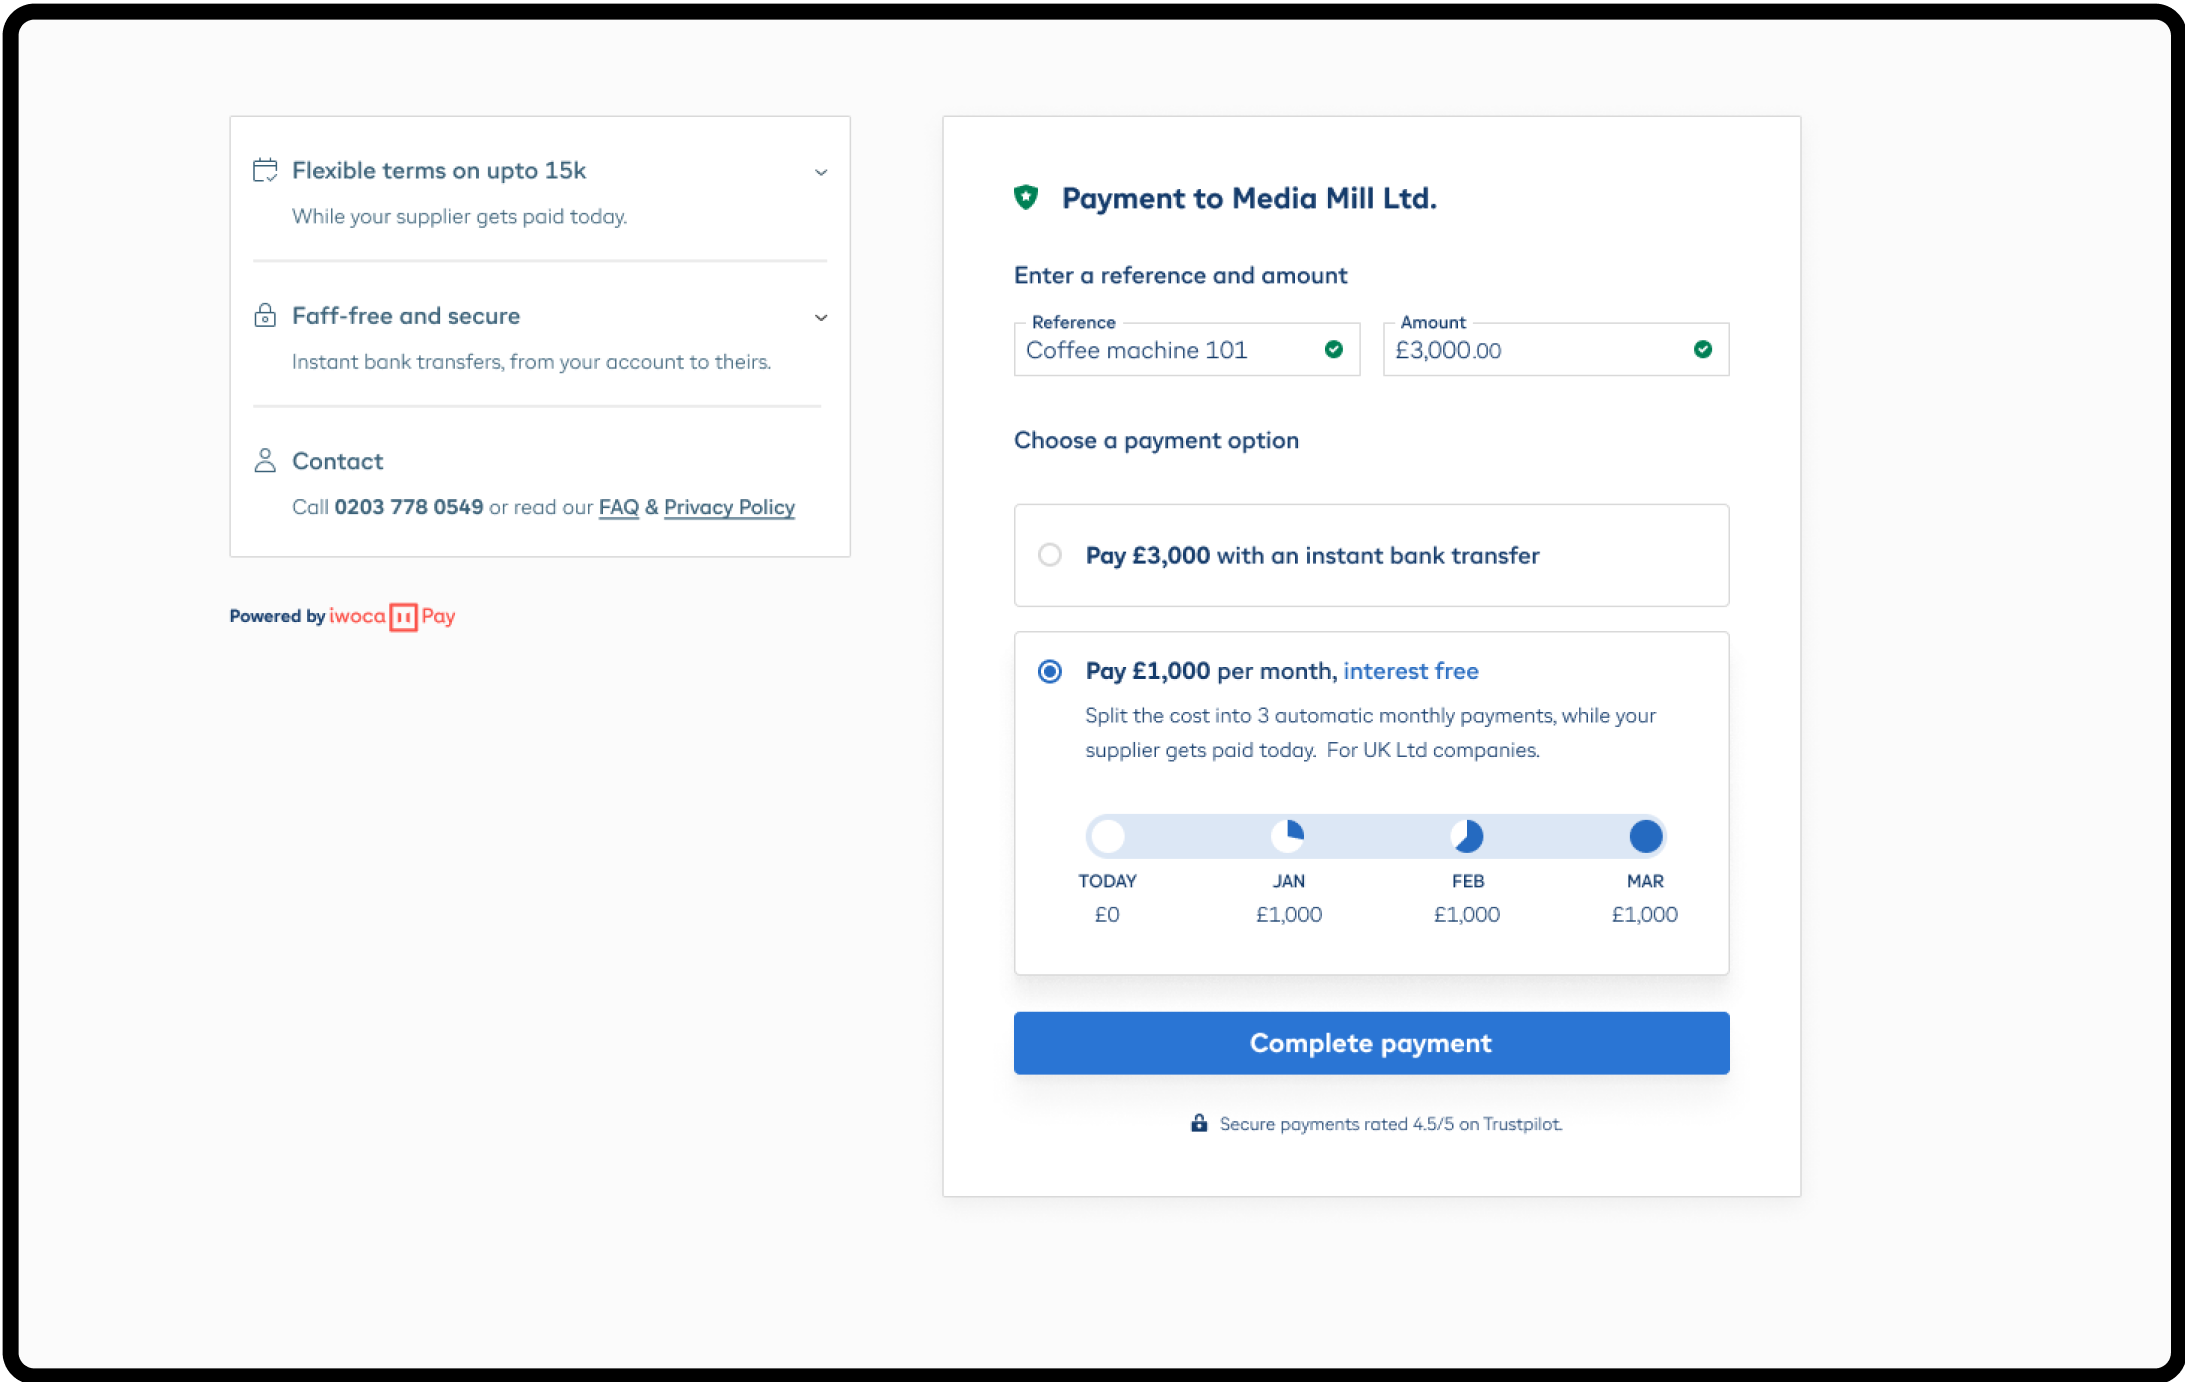 Flexible terms on upto 15k
While your supplier gets paid today.
Faff-free and secure
Instant bank transfers, from your account to theirs.
Contact
Call 0203 778 0549 or read our FAQ & Privacy Policy
Powered by iwoca Pay
Payment to Media Mill Ltd.
Enter a reference and amount
Reference
Coffee machine 101
Amount
£3,000.00
Choose a payment option
Pay £3,000 with an instant bank transfer
Pay £1,000 per month, interest free
Split the cost into 3 automatic monthly payments, while your
supplier gets paid today. For UK Ltd companies.
TODAY JAN FEB MAR
£0 £1,000 £1,000 £1,000
Complete payment
Secure payments rated 4.5/5 on Trustpilot.